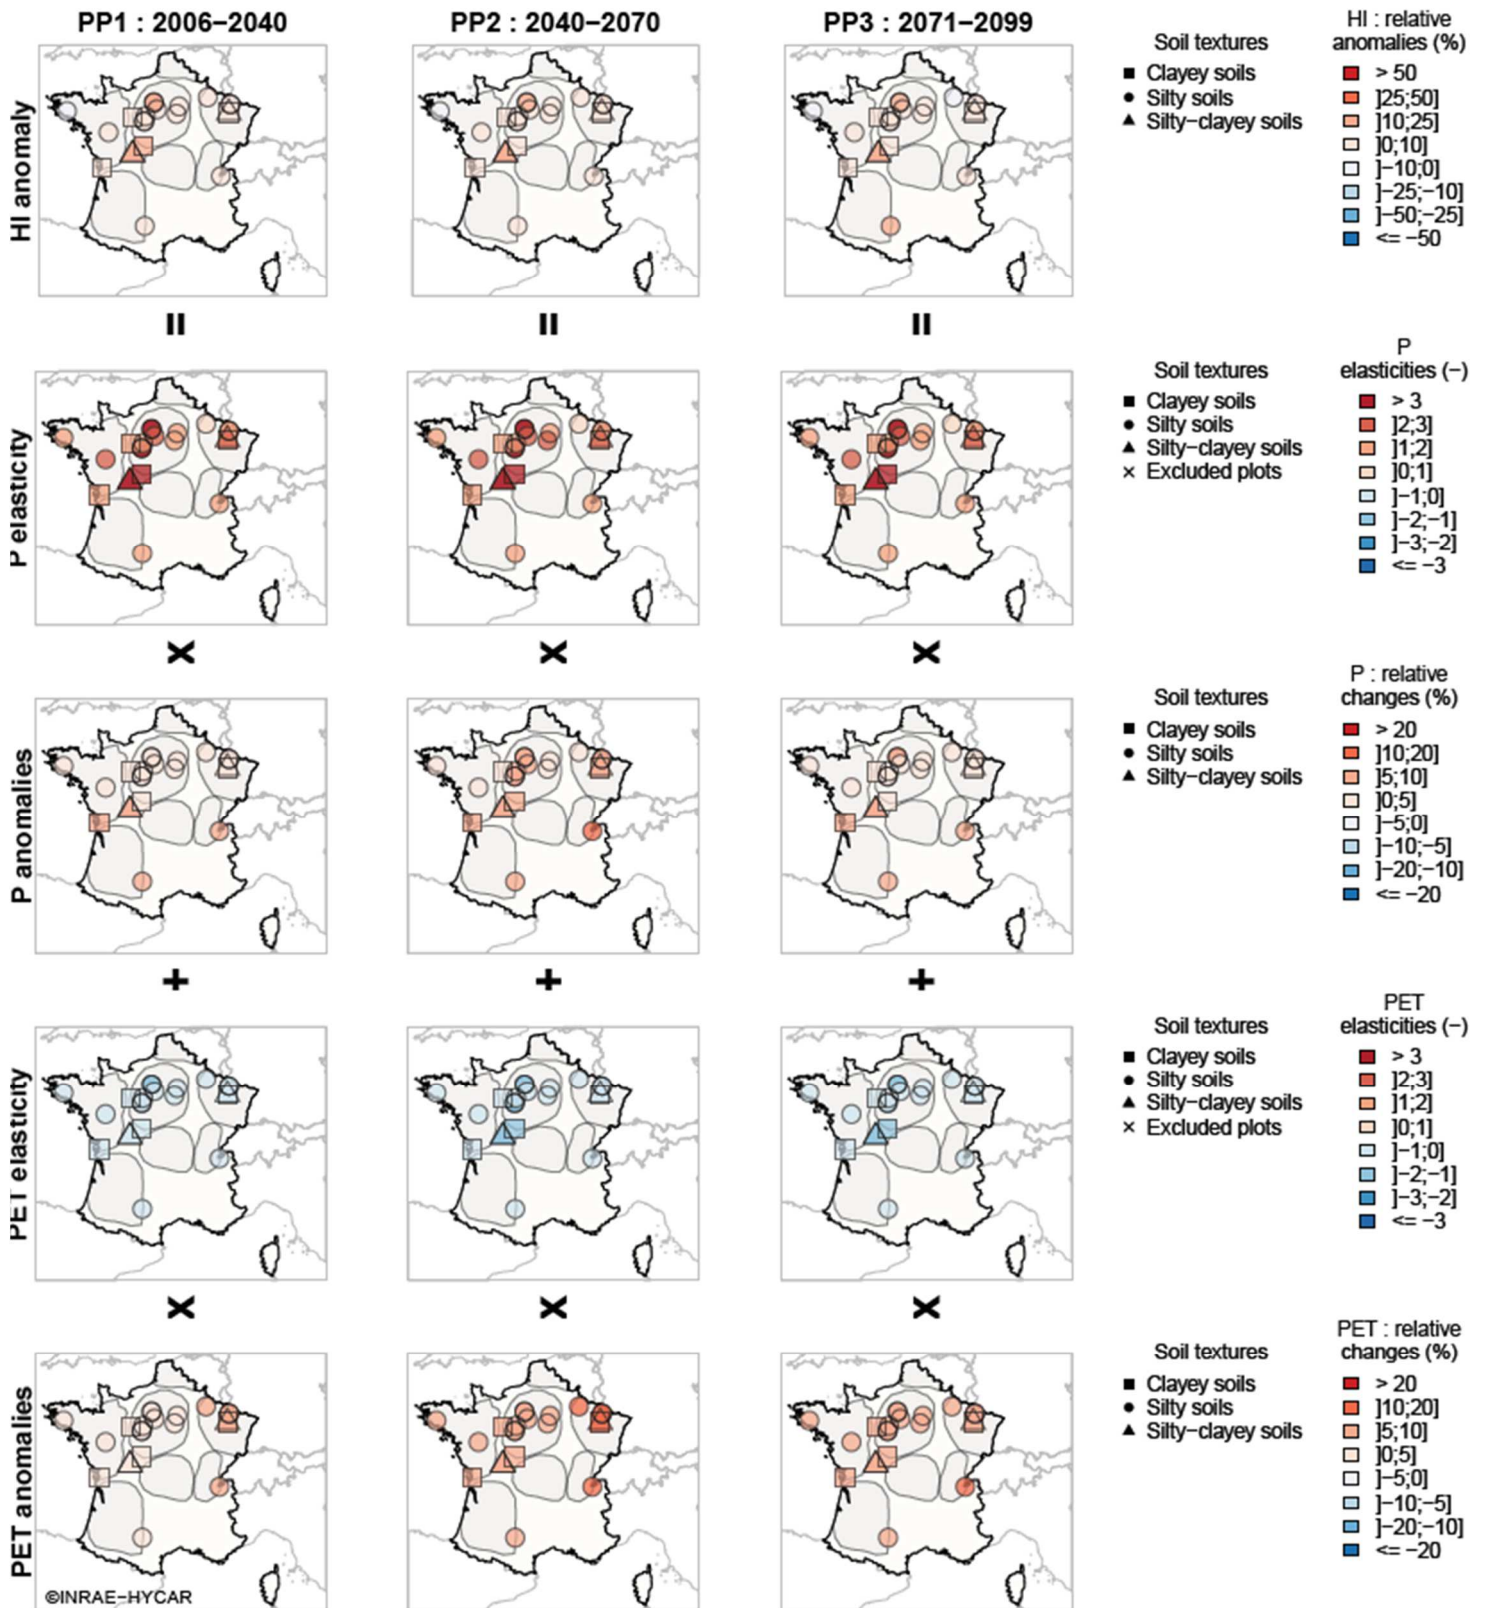 PP1 : 2006−2040
PP2 : 2040−2070
PP3 : 2071−2099
HI anomaly
Soil textures
Clayey soils
Silty soils
Silty−clayey soils
HI : relative
anomalies (%)
> 50
]25;50]
]10;25]
]0;10]
]−10;0]
]−25;−10]
]−50;−25]
<= −50
= = =
P elasticity
Soil textures
Clayey soils
Silty soils
Silty−clayey soils
Excluded plots
P
elasticities (−)
> 3
]2;3]
]1;2]
]0;1]
]−1;0]
]−2;−1]
]−3;−2]
<= −3
x x x
P anomalies
Soil textures
Clayey soils
Silty soils
Silty−clayey soils
P : relative
changes (%)
> 20
]10;20]
]5;10]
]0;5]
]−5;0]
]−10;−5]
]−20;−10]
<= −20
+ + +
PET elasticity
Soil textures
Clayey soils
Silty soils
Silty−clayey soils
Excluded plots
PET
elasticities (−)
> 3
]2;3]
]1;2]
]0;1]
]−1;0]
]−2;−1]
]−3;−2]
<= −3
x x x
PET anomalies
Soil textures
Clayey soils
Silty soils
Silty−clayey soils
PET : relative
changes (%)
> 20
]10;20]
]5;10]
]0;5]
]−5;0]
]−10;−5]
]−20;−10]
<= −20
©INRAE−HYCAR